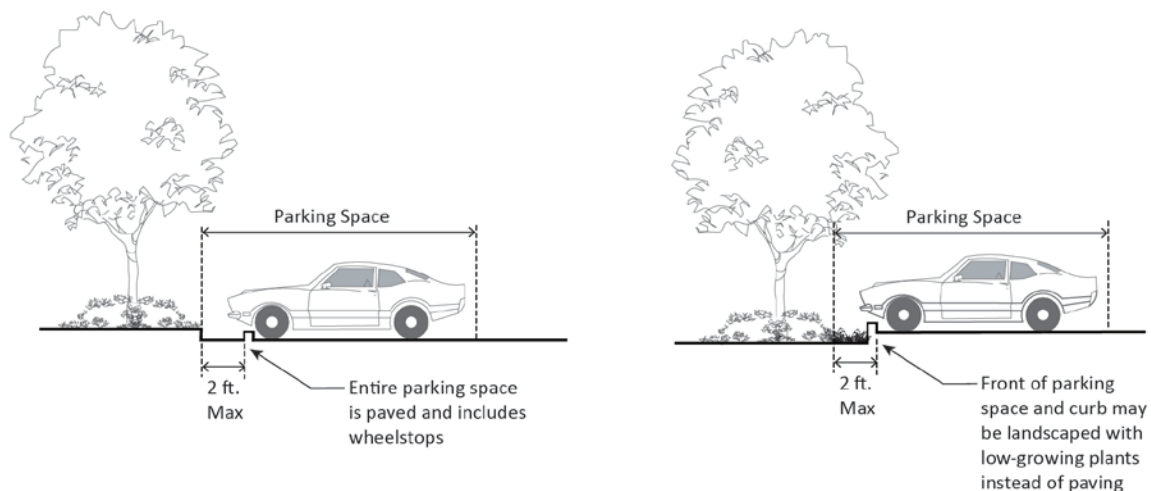 Parking Space
2 ft.
Max
Entire parking space
is paved and includes
wheelstops
Parking Space
2 ft.
Max
Front of parking
space and curb may
be landscaped with
low-growing plants
instead of paving